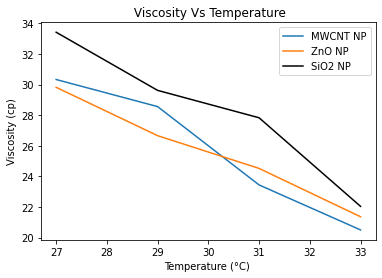 Viscosity Vs Temperature
MWCNT NP
ZnO NP
SiO2 NP
Viscosity (cp)
34
32
30
28
26
24
22
20
27
28
29
30
31
32
33
Temperature (°C)